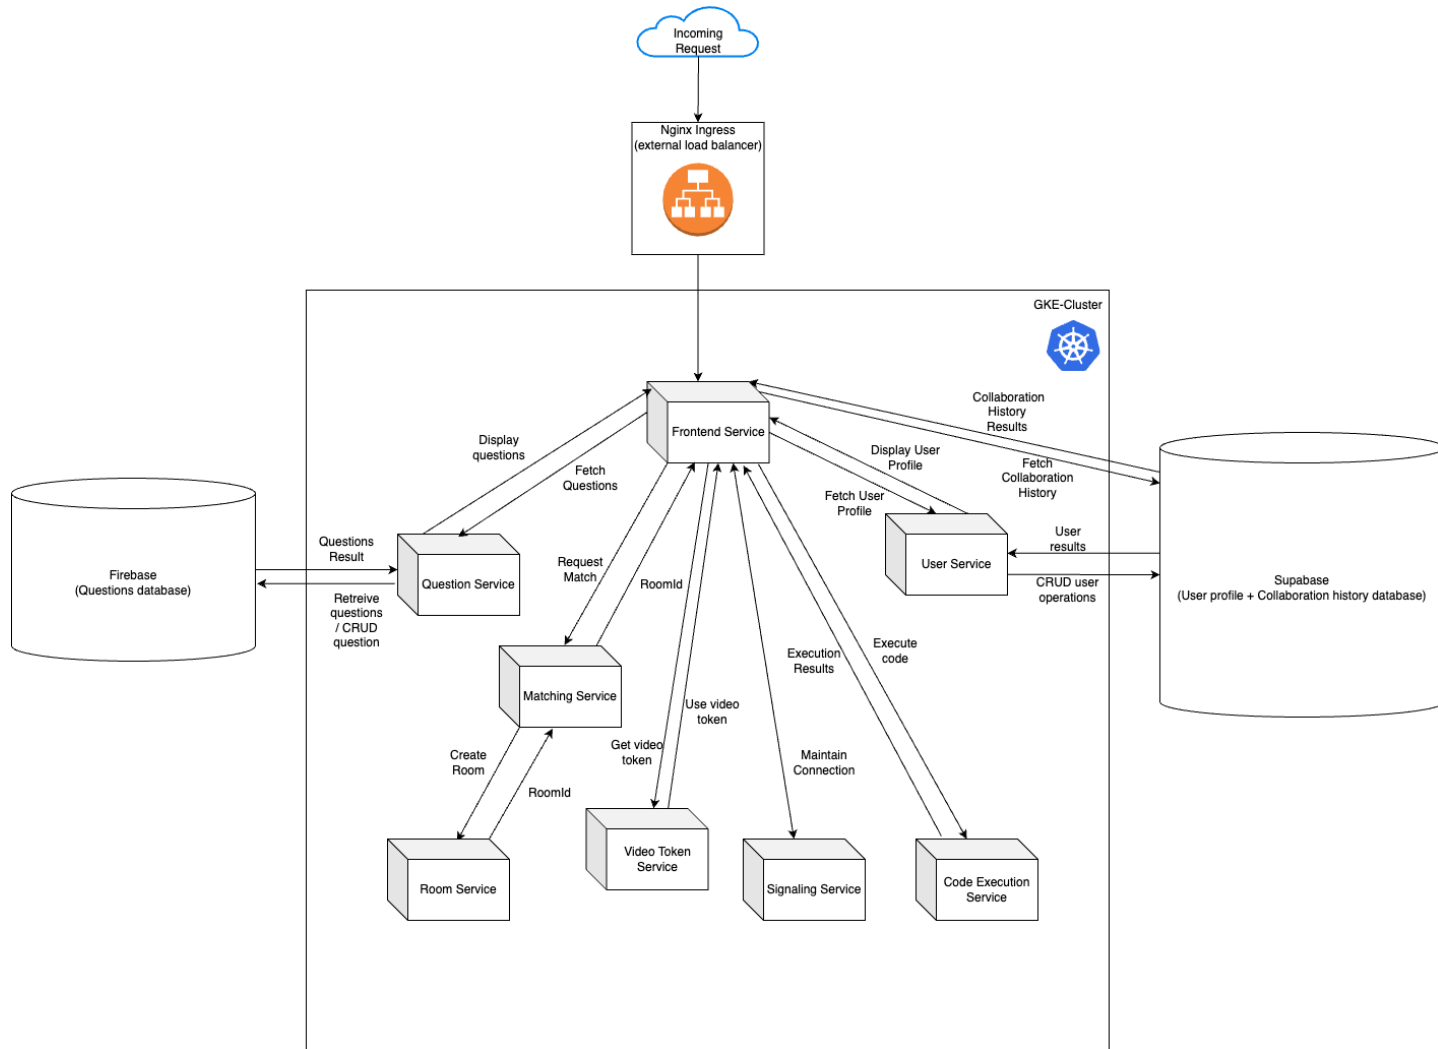 Incoming
Request
Nginx Ingress
(external load balancer)
GKE-Cluster
Frontend Service
Collaboration
History
Results
Fetch
Collaboration
History
Display
questions
Fetch
Questions
Display User
Profile
Fetch User
Profile
Firebase
(Questions database)
Questions
Result
Retreive
questions
/ CRUD
question
Question Service
Request
Match
RoomId
User Service
User
results
CRUD user
operations
Supabase
(User profile + Collaboration history database)
Matching Service
Execution
Results
Execute
code
Use video
token
Get video
token
Create
Room
RoomId
Maintain
Connection
Room Service
Video Token
Service
Signaling Service
Code Execution
Service